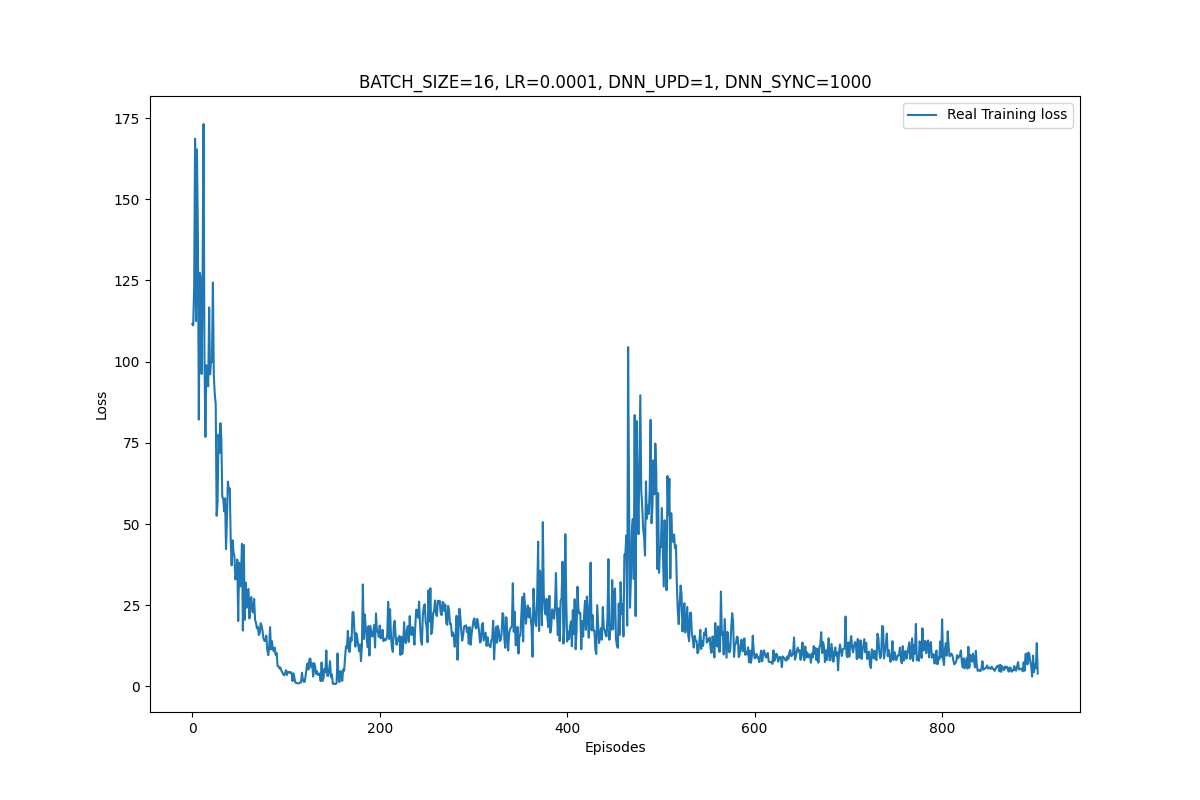 BATCH_SIZE=16, LR=0.0001, DNN_UPD=1, DNN_SYNC=1000
Real Training loss
175
150
125
100
75
50
25
0
Loss
0 200 400 600 800
Episodes